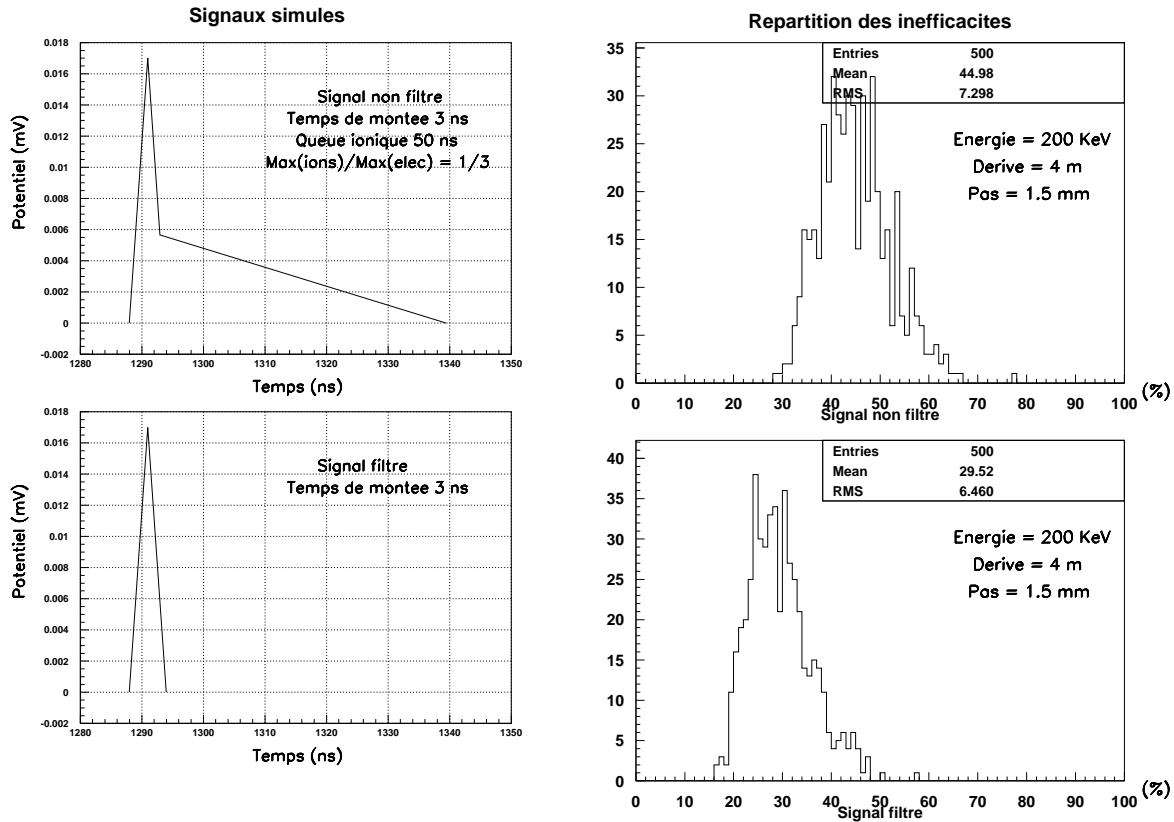 Signaux simules
Potentiel (mV)
0.018
0.016
0.014
0.012
0.01
0.008
0.006
0.004
0.002
0
-0.002
Signal non filtre
Temps de montee 3 ns
Queue ionique 50 ns
Max(ions)/Max(elec) = 1/3
1280 1290 1300 1310 1320 1330 1340 1350
Temps (ns)
Potentiel (mV)
0.018
0.016
0.014
0.012
0.01
0.008
0.006
0.004
0.002
0
-0.002
Signal filtre
Temps de montee 3 ns
1280 1290 1300 1310 1320 1330 1340 1350
Temps (ns)
Repartition des inefficacites
35
30
25
20
15
10
5
0
Entries 500
Mean 44.98
RMS 7.298
Energie = 200 KeV
Derive = 4 m
Pas = 1.5 mm
0 10 20 30 40 50 60 70 80 90 100
(%)
Signal non filtre
40
35
30
25
20
15
10
5
0
Entries 500
Mean 29.52
RMS 6.460
Energie = 200 KeV
Derive = 4 m
Pas = 1.5 mm
0 10 20 30 40 50 60 70 80 90 100
(%)
Signal filtre